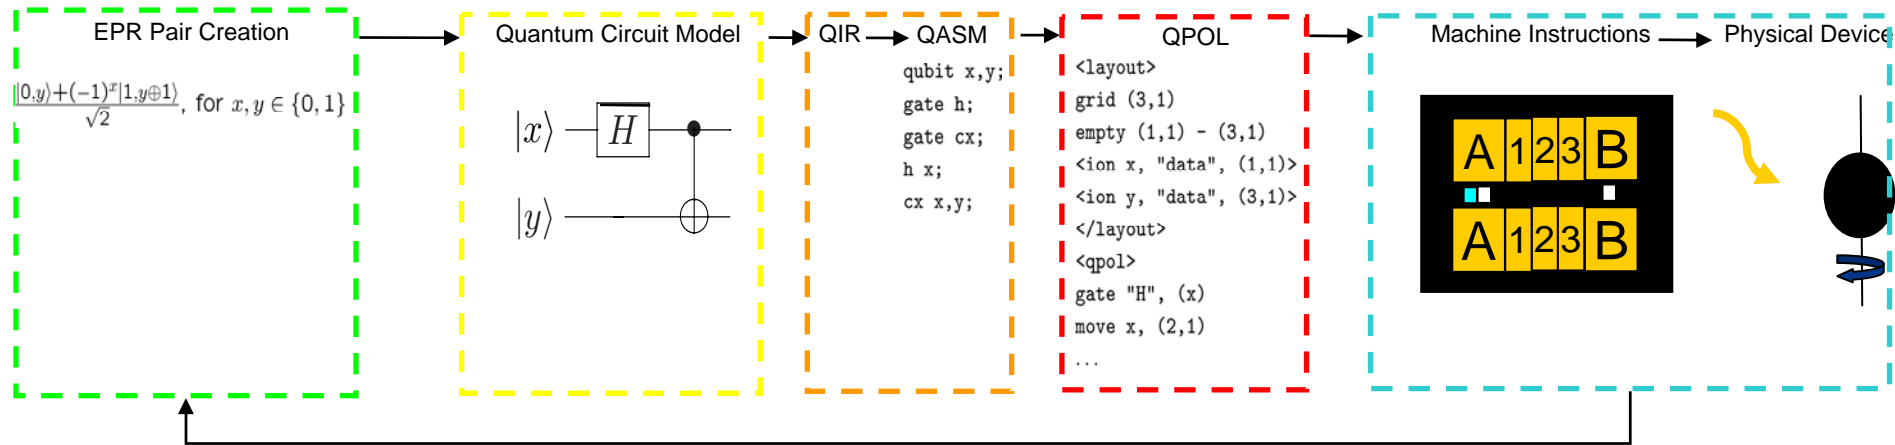 EPR Pair Creation
|0,y⟩+(-1)^x|1,y⊕1⟩ / √2, for x, y ∈ {0, 1}
Quantum Circuit Model
|x⟩ H
|y⟩
QIR QASM
qubit x,y;
gate h;
gate cx;
h x;
cx x,y;
QPOL
<layout>
grid (3,1)
empty (1,1) - (3,1)
<ion x, "data", (1,1)>
<ion y, "data", (3,1)>
</layout>
<qpol>
gate "H", (x)
move x, (2,1)
...
Machine Instructions Physical Device
A 1 2 3 B
A 1 2 3 B